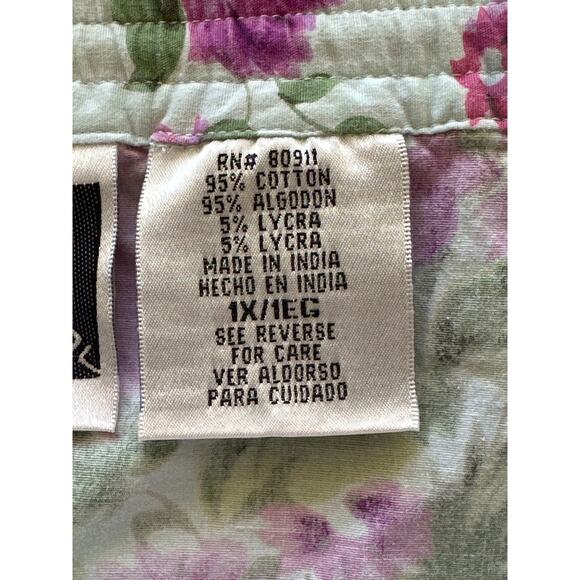 RN# 80911
95% COTTON
95% ALGODON
5% LYCRA
5% LYCRA
MADE IN INDIA
HECHO EN INDIA
1X/1EG
SEE REVERSE
FOR CARE
VER ALDORSO
PARA CUIDADO